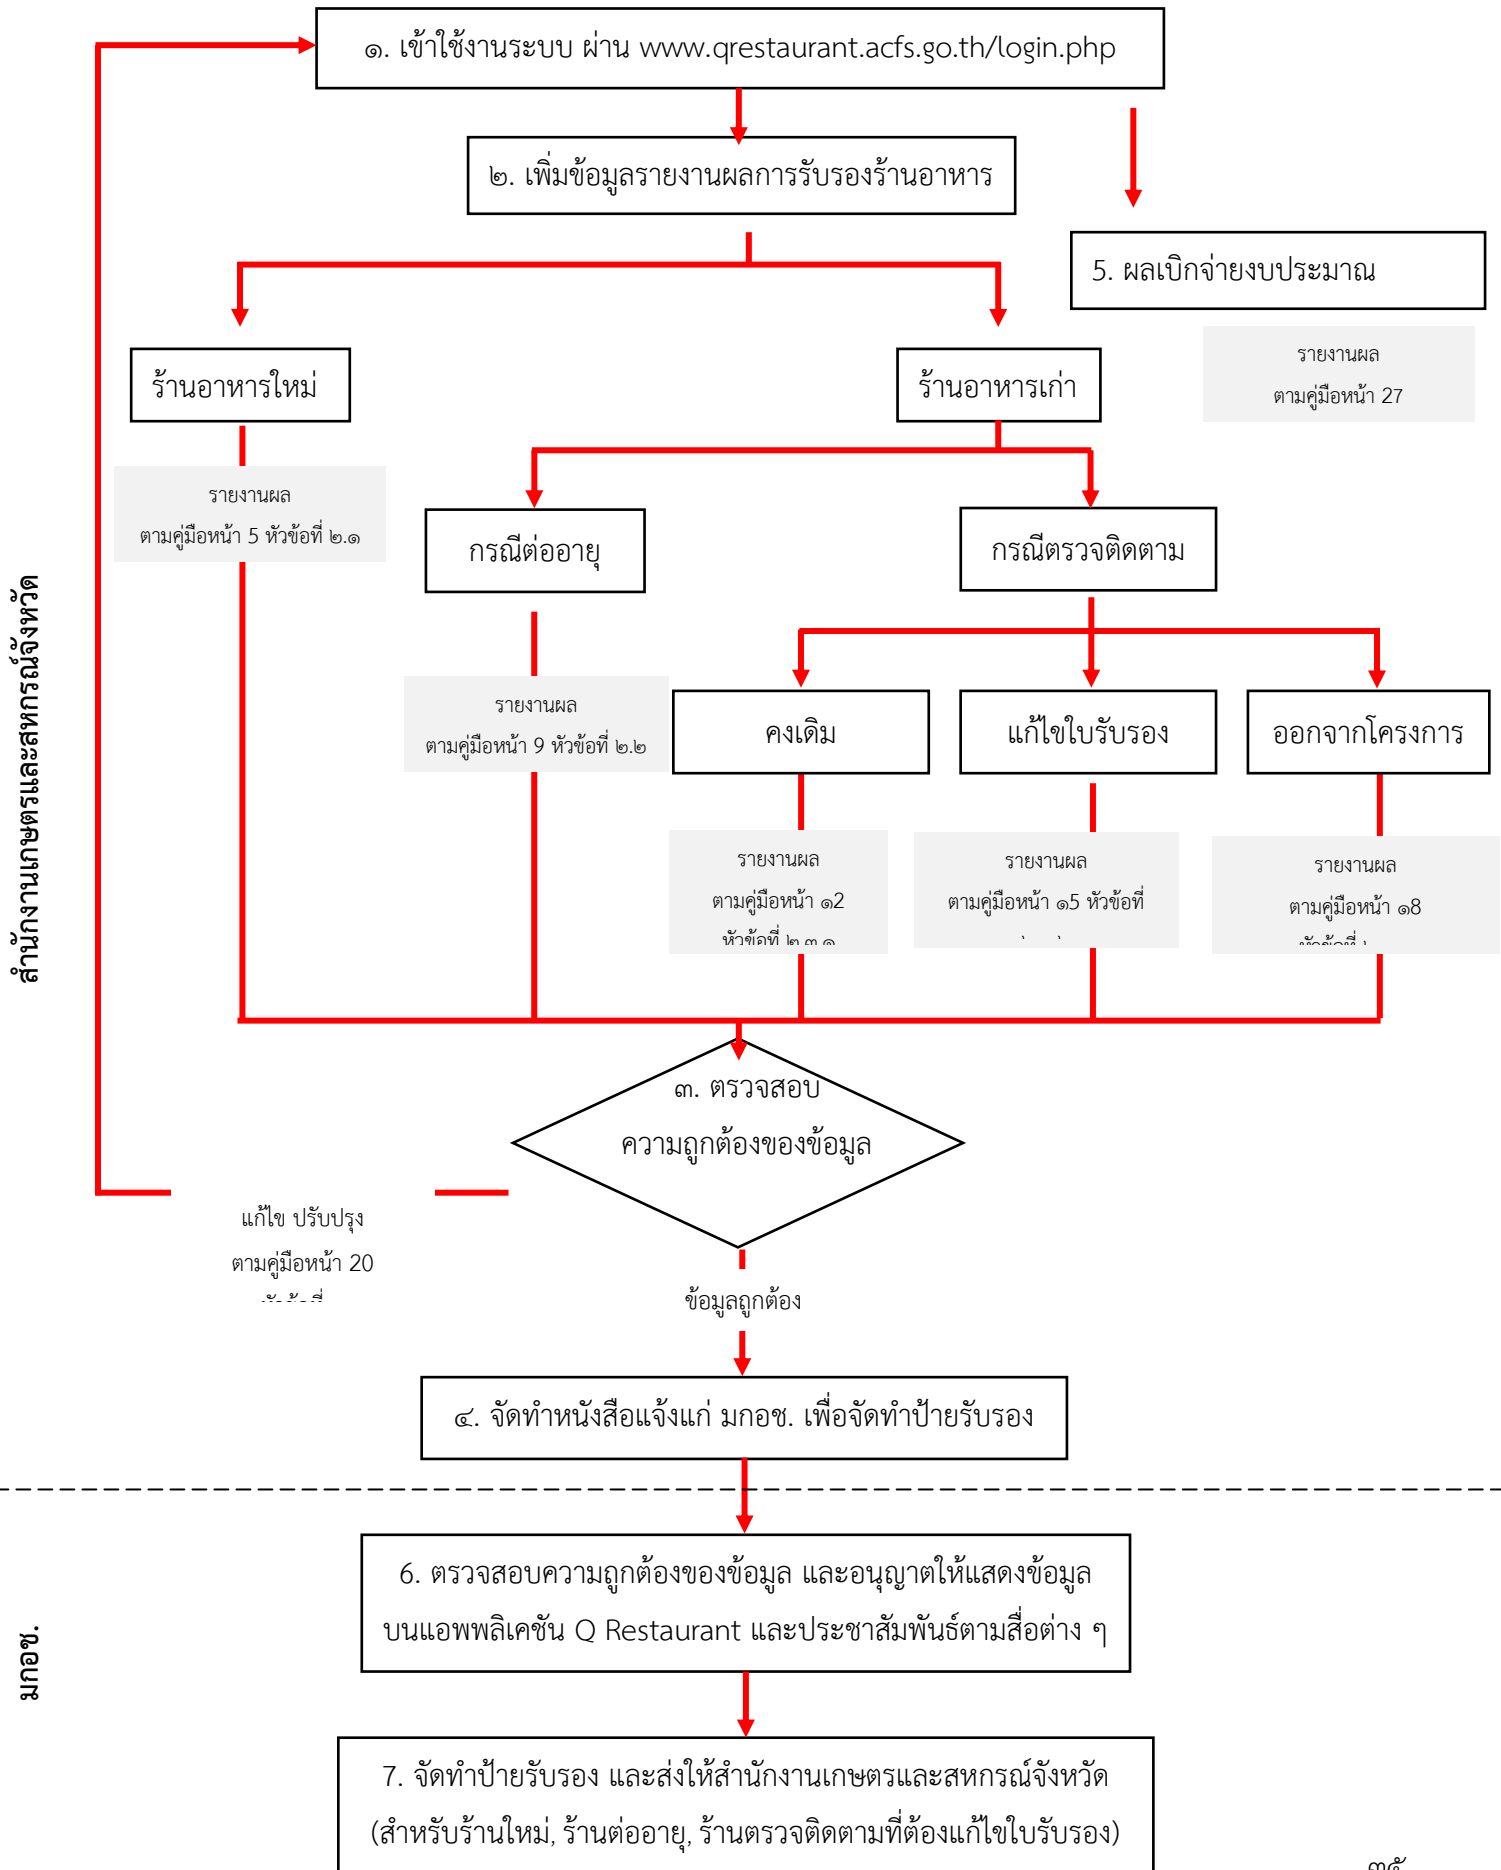 ๑. เข้าใช้งานระบบ ผ่าน www.qrestaurant.acfs.go.th/login.php
๒. เพิ่มข้อมูลรายงานผลการรับรองร้านอาหาร
5. ผลเบิกจ่ายงบประมาณ
รายงานผล
ตามคู่มือหน้า 27
ร้านอาหารใหม่
ร้านอาหารเก่า
รายงานผล
ตามคู่มือหน้า 5 หัวข้อที่ ๒.๑
กรณีต่ออายุ
กรณีตรวจติดตาม
รายงานผล
ตามคู่มือหน้า 9 หัวข้อที่ ๒.๒
คงเดิม
แก้ไขใบรับรอง
ออกจากโครงการ
รายงานผล
ตามคู่มือหน้า ๑2
หัวข้อที่ ๒.๓.๑
รายงานผล
ตามคู่มือหน้า ๑5 หัวข้อที่
รายงานผล
ตามคู่มือหน้า ๑8
หัวข้อที่
สำนักงานเกษตรและสหกรณ์จังหวัด
๓. ตรวจสอบ
ความถูกต้องของข้อมูล
แก้ไข ปรับปรุง
ตามคู่มือหน้า 20
หัวข้อที่
ข้อมูลถูกต้อง
๔. จัดทำหนังสือแจ้งแก่ มกอช. เพื่อจัดทำป้ายรับรอง
มกอช.
6. ตรวจสอบความถูกต้องของข้อมูล และอนุญาตให้แสดงข้อมูล
บนแอพพลิเคชัน Q Restaurant และประชาสัมพันธ์ตามสื่อต่าง ๆ
7. จัดทำป้ายรับรอง และส่งให้สำนักงานเกษตรและสหกรณ์จังหวัด
(สำหรับร้านใหม่, ร้านต่ออายุ, ร้านตรวจติดตามที่ต้องแก้ไขใบรับรอง)